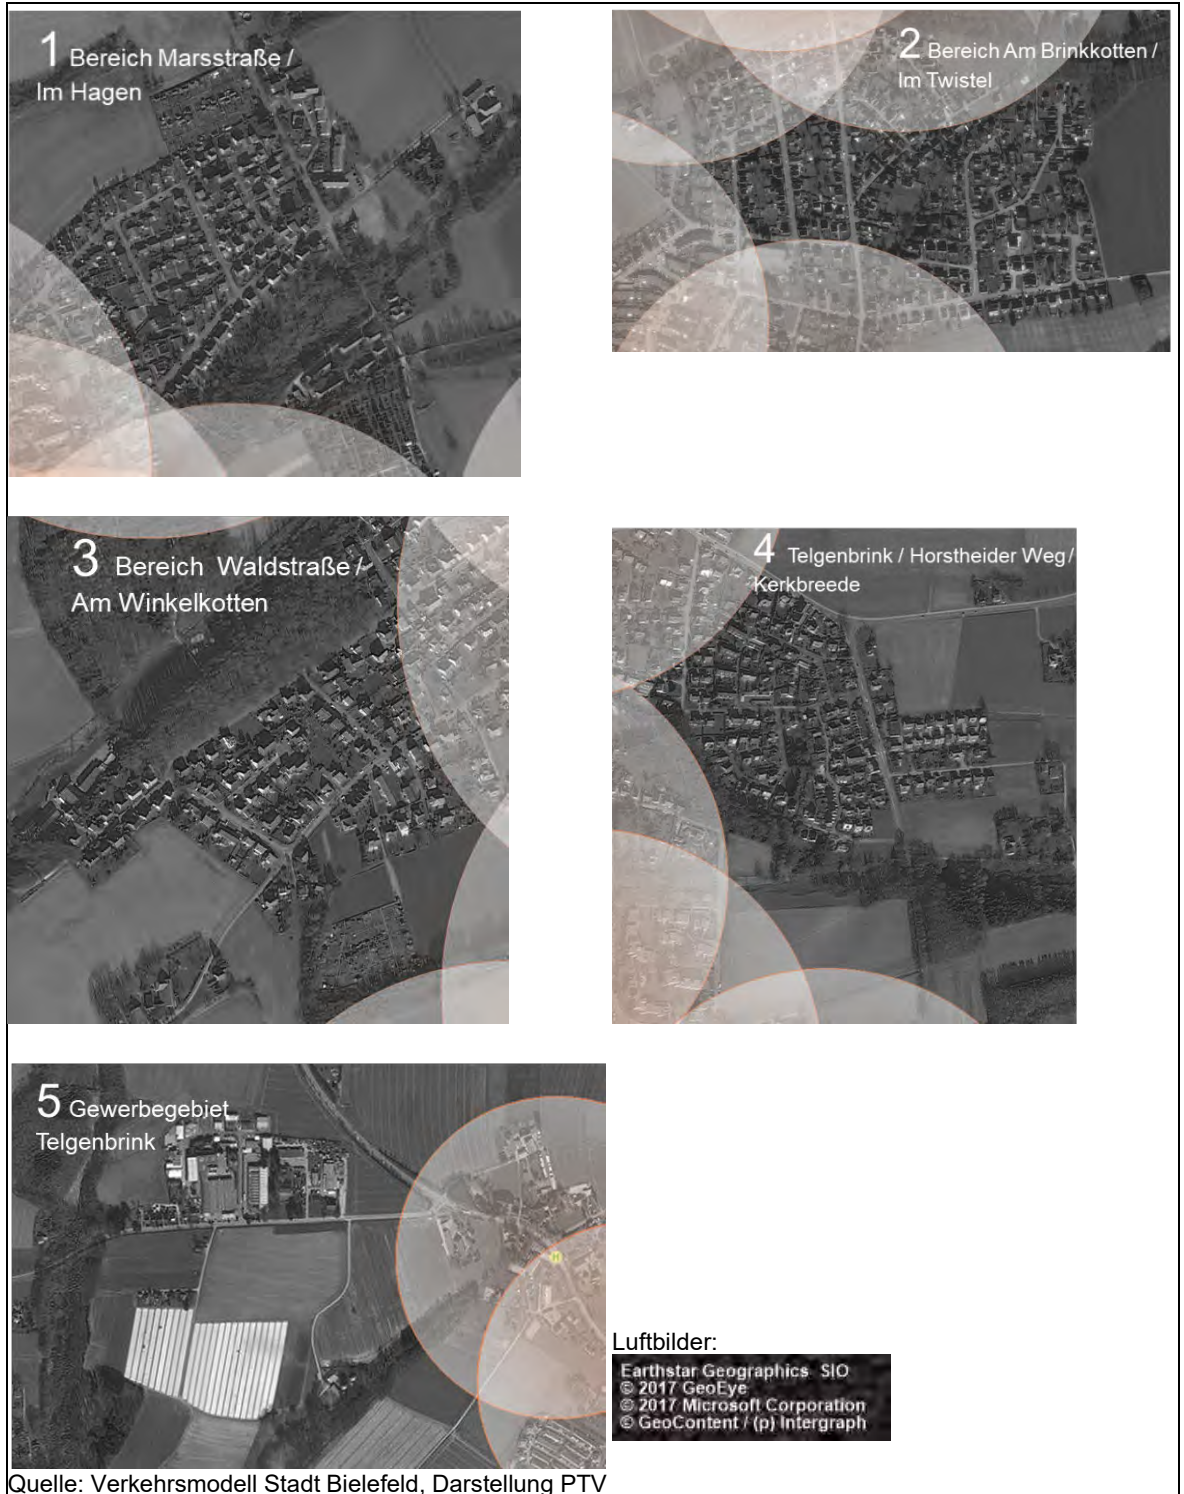 1 Bereich Marsstraße /
Im Hagen
2 Bereich Am Brinkkotten /
Im Twistel
3 Bereich Waldstraße /
Am Winkelkotten
4 Telgenbrink / Horstheider Weg /
Kerkbreede
5 Gewerbegebiet
Telgenbrink
H
Luftbilder:
Earthstar Geographics SIO
© 2017 GeoEye
© 2017 Microsoft Corporation
© GeoContent / (p) Intergraph
Quelle: Verkehrsmodell Stadt Bielefeld, Darstellung PTV